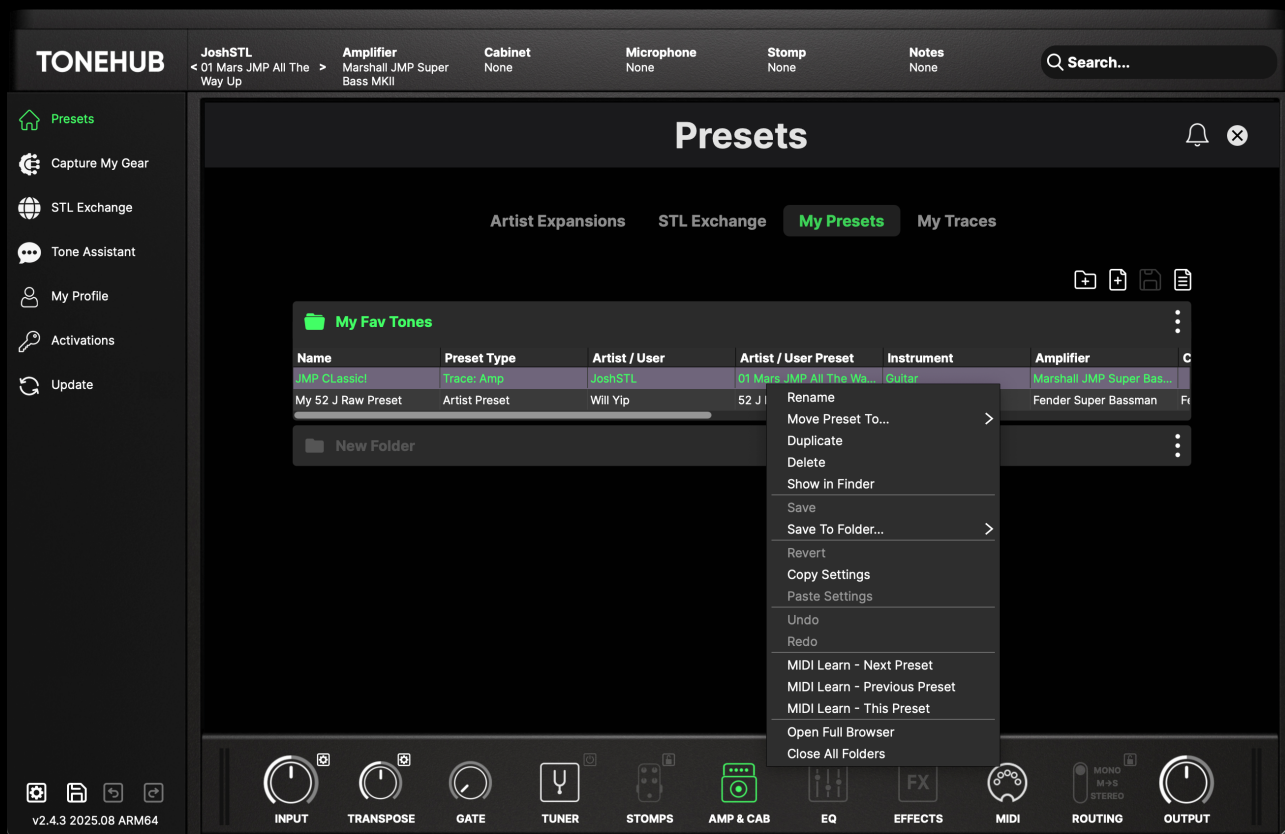 TONEHUB
JoshSTL
< 01 Mars JMP All The >
Way Up
Amplifier
Marshall JMP Super
Bass MKII
Cabinet
None
Microphone
None
Stomp
None
Notes
None
Search...
Presets
Capture My Gear
STL Exchange
Tone Assistant
My Profile
Activations
Update
Presets
Artist Expansions
STL Exchange
My Presets
My Traces
My Fav Tones
Name Preset Type Artist / User Artist / User Preset Instrument Amplifier C
JMP CLassic! Trace: Amp JoshSTL 01 Mars JMP All The Wa... Guitar Marshall JMP Super Bas...
My 52 J Raw Preset Artist Preset Will Yip 52 J Fender Super Bassman Fe
New Folder
Rename
Move Preset To...
Duplicate
Delete
Show in Finder
Save
Save To Folder...
Revert
Copy Settings
Paste Settings
Undo
Redo
MIDI Learn - Next Preset
MIDI Learn - Previous Preset
MIDI Learn - This Preset
Open Full Browser
Close All Folders
FX
MONO
M→S
STEREO
INPUT TRANSPOSE GATE TUNER STOMPS AMP & CAB EQ EFFECTS MIDI ROUTING OUTPUT
v2.4.3 2025.08 ARM64